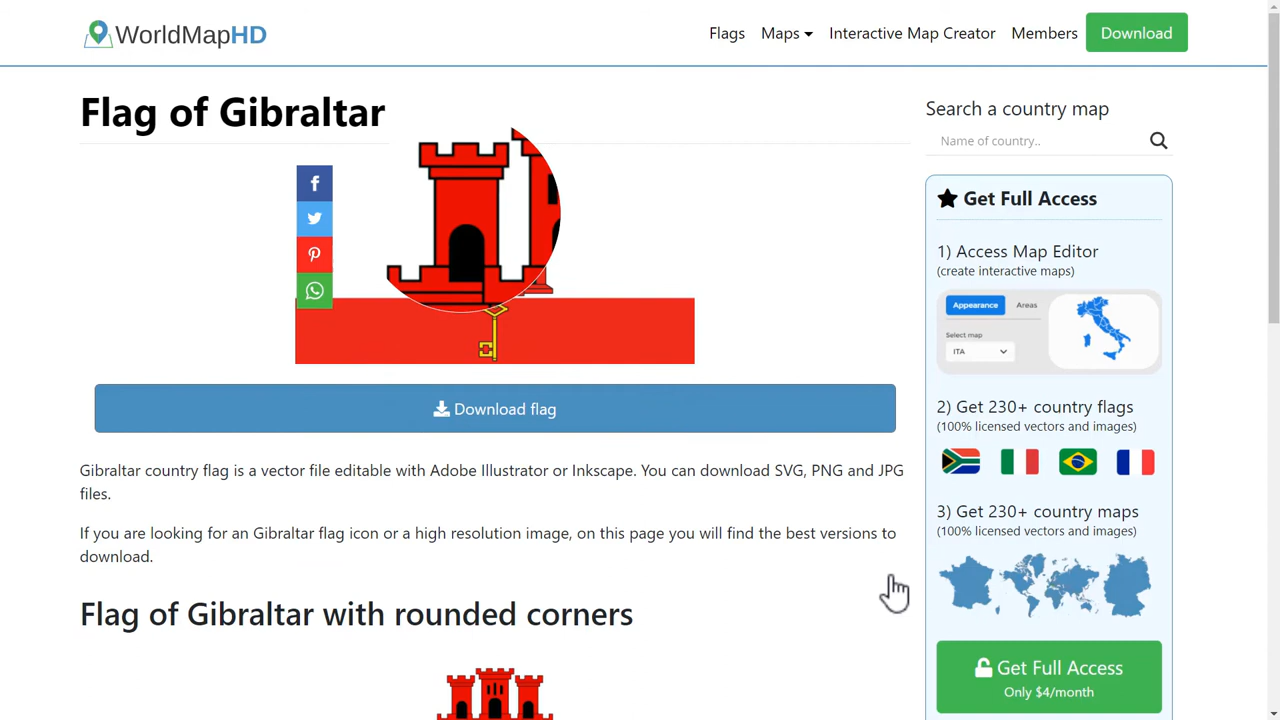 WorldMapHD
Flags Maps Interactive Map Creator Members Download
Flag of Gibraltar
Download flag
Gibraltar country flag is a vector file editable with Adobe Illustrator or Inkscape. You can download SVG, PNG and JPG
files.
If you are looking for an Gibraltar flag icon or a high resolution image, on this page you will find the best versions to
download.
Flag of Gibraltar with rounded corners
Search a country map
Name of country..
Get Full Access
1) Access Map Editor
(create interactive maps)
Appearance Areas
Select map
ITA
2) Get 230+ country flags
(100% licensed vectors and images)
3) Get 230+ country maps
(100% licensed vectors and images)
Get Full Access
Only $4/month